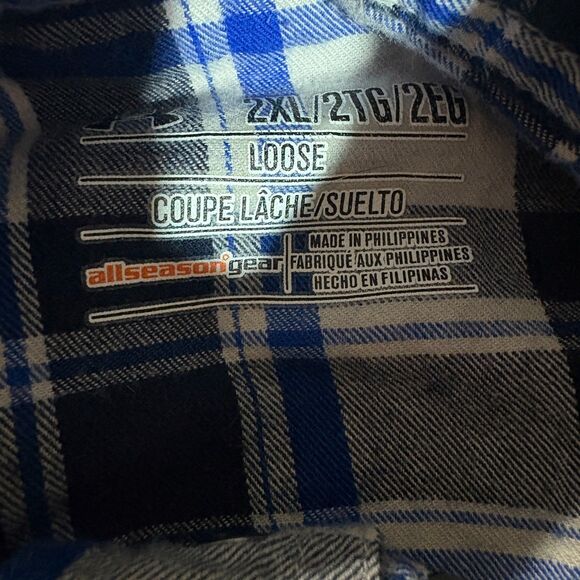 2XL/2TG/2EG
LOOSE
COUPE LÂCHE/SUELTO
allseasongear
MADE IN PHILIPPINES
FABRIQUÉ AUX PHILIPPINES
HECHO EN FILIPINAS